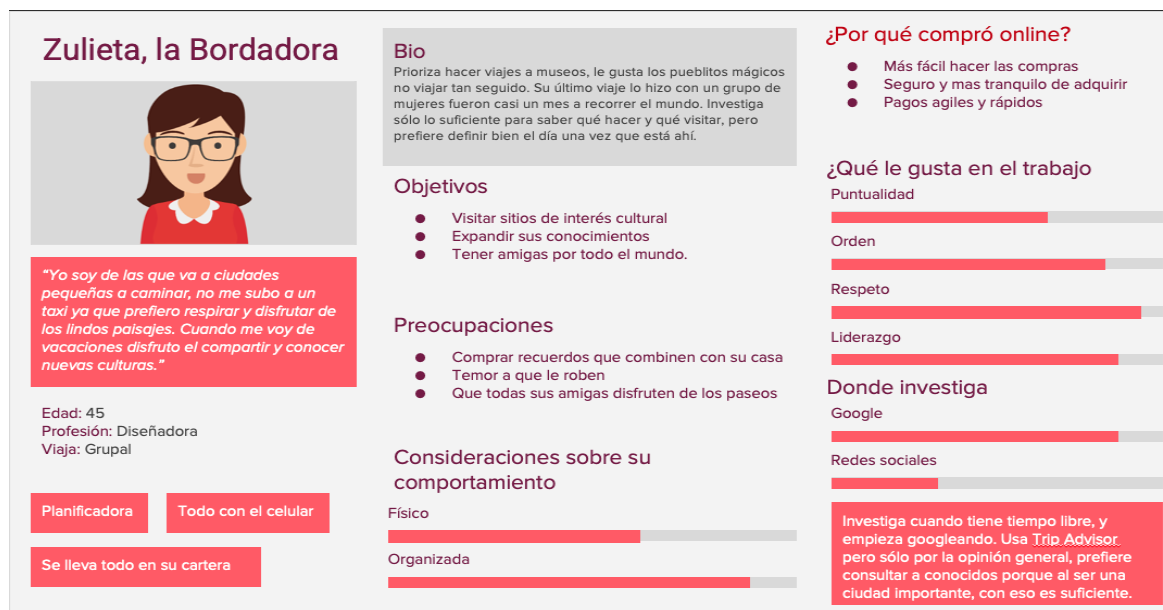 Zulieta, la Bordadora
“Yo soy de las que va a ciudades
pequeñas a caminar, no me subo a un
taxi ya que prefiero respirar y disfrutar de
los lindos paisajes. Cuando me voy de
vacaciones disfruto el compartir y conocer
nuevas culturas.”
Edad: 45
Profesión: Diseñadora
Viaja: Grupal
Planificadora
Todo con el celular
Se lleva todo en su cartera
Bio
Prioriza hacer viajes a museos, le gusta los pueblitos mágicos
no viajar tan seguido. Su último viaje lo hizo con un grupo de
mujeres fueron casi un mes a recorrer el mundo. Investiga
sólo lo suficiente para saber qué hacer y qué visitar, pero
prefiere definir bien el día una vez que está ahí.
Objetivos
● Visitar sitios de interés cultural
● Expandir sus conocimientos
● Tener amigas por todo el mundo.
Preocupaciones
● Comprar recuerdos que combinen con su casa
● Temor a que le roben
● Que todas sus amigas disfruten de los paseos
Consideraciones sobre su
comportamiento
Físico
Organizada
¿Por qué compró online?
● Más fácil hacer las compras
● Seguro y mas tranquilo de adquirir
● Pagos agiles y rápidos
¿Qué le gusta en el trabajo
Puntualidad
Orden
Respeto
Liderazgo
Donde investiga
Google
Redes sociales
Investiga cuando tiene tiempo libre, y
empieza googleando. Usa Trip Advisor
pero sólo por la opinión general, prefiere
consultar a conocidos porque al ser una
ciudad importante, con eso es suficiente.